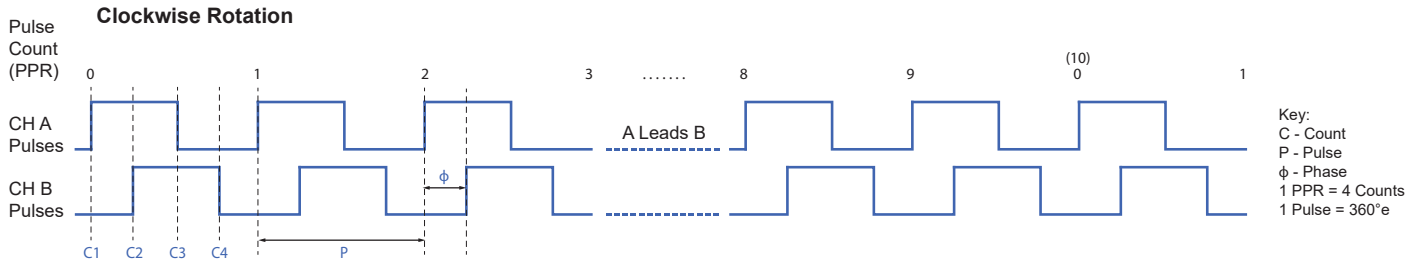 Clockwise Rotation
Pulse
Count
(PPR)
0 1 2 3 ....... 8 9 (10) 0 1
CH A
Pulses
A Leads B
CH B
Pulses
ϕ
C1 C2 C3 C4 P
Key:
C - Count
P - Pulse
ϕ - Phase
1 PPR = 4 Counts
1 Pulse = 360°e